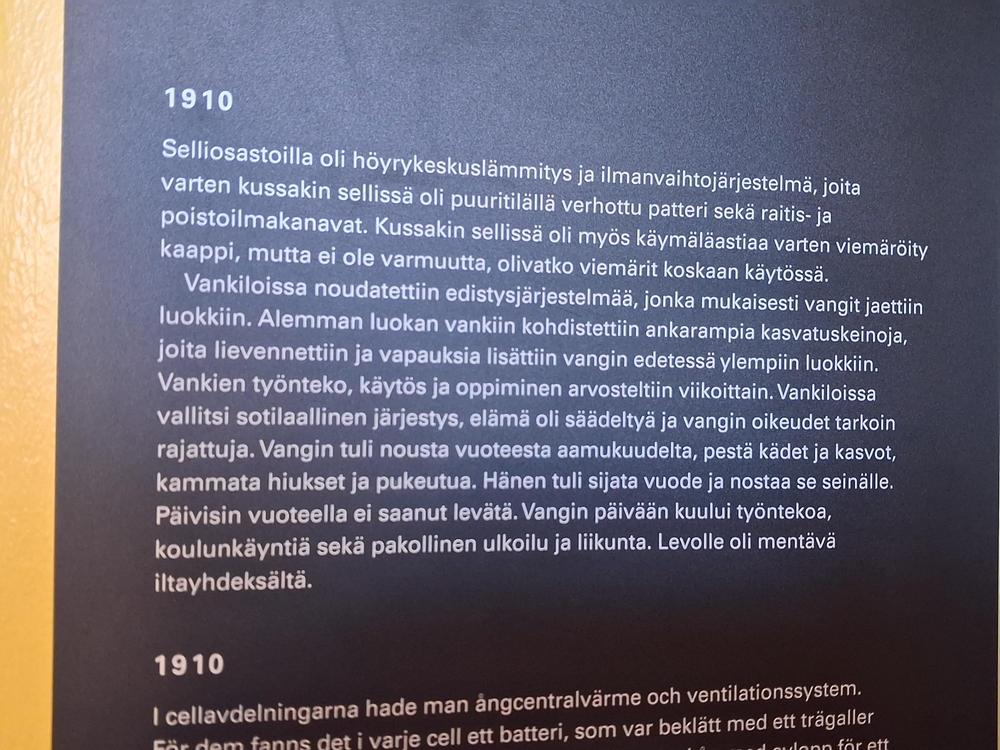 1910
Selliosastoilla oli höyrykeskuslämmitys ja ilmanvaihtojärjestelmä, joita
varten kussakin sellissä oli puuritilällä verhottu patteri sekä raitis- ja
poistoilmakanavat. Kussakin sellissä oli myös käymäläastiaa varten viemäröity
kaappi, mutta ei ole varmuutta, olivatko viemärit koskaan käytössä.
Vankiloissa noudatettiin edistysjärjestelmää, jonka mukaisesti vangit jaettiin
luokkiin. Alemman luokan vankiin kohdistettiin ankarampia kasvatuskeinoja,
joita lievennettiin ja vapauksia lisättiin vangin edetessä ylempiin luokkiin.
Vankien työnteko, käytös ja oppiminen arvosteltiin viikoittain. Vankiloissa
vallitsi sotilaallinen järjestys, elämä oli säädeltyä ja vangin oikeudet tarkoin
rajattuja. Vangin tuli nousta vuoteesta aamukuudelta, pestä kädet ja kasvot,
kammata hiukset ja pukeutua. Hänen tuli sijata vuode ja nostaa se seinälle.
Päivisin vuoteella ei saanut levätä. Vangin päivään kuului työntekoa,
koulunkäyntiä sekä pakollinen ulkoilu ja liikunta. Levolle oli mentävä
iltayhdeksältä.
1910
I cellavdelningarna hade man ångcentralvärme och ventilationssystem.
För dem fanns det i varje cell ett batteri, som var beklätt med ett trägaller
för ett